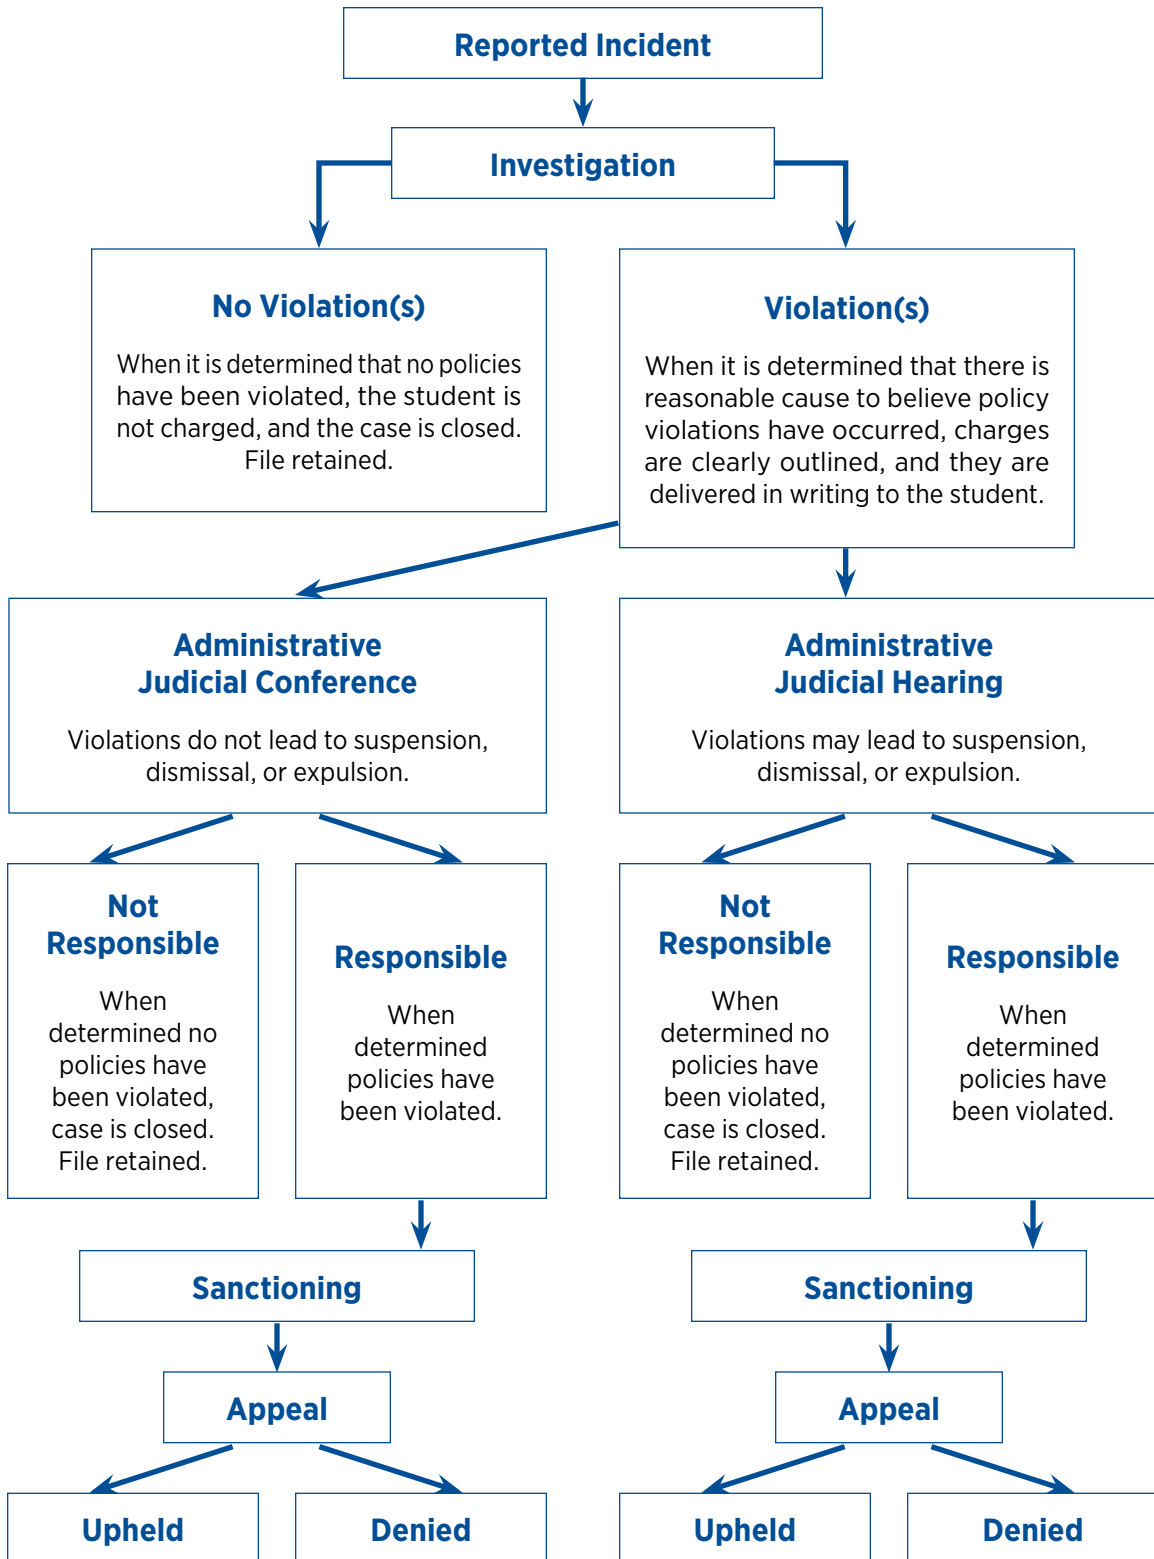 Reported Incident
Investigation
No Violation(s)
When it is determined that no policies
have been violated, the student is
not charged, and the case is closed.
File retained.
Violation(s)
When it is determined that there is
reasonable cause to believe policy
violations have occurred, charges
are clearly outlined, and they are
delivered in writing to the student.
Administrative
Judicial Conference
Violations do not lead to suspension,
dismissal, or expulsion.
Administrative
Judicial Hearing
Violations may lead to suspension,
dismissal, or expulsion.
Not
Responsible
When
determined no
policies have
been violated,
case is closed.
File retained.
Responsible
When
determined
policies have
been violated.
Not
Responsible
When
determined no
policies have
been violated,
case is closed.
File retained.
Responsible
When
determined
policies have
been violated.
Sanctioning
Sanctioning
Appeal
Appeal
Upheld
Denied
Upheld
Denied